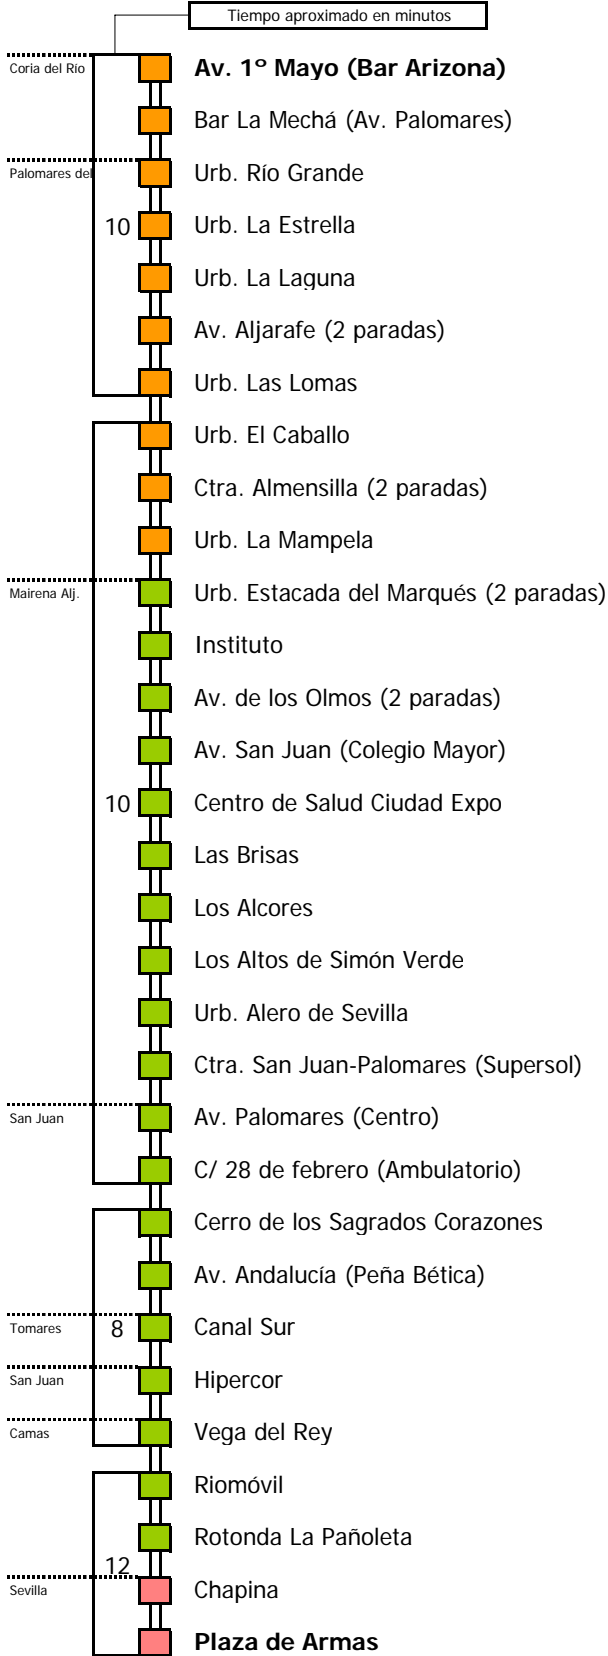 Tiempo aproximado en minutos
Coria del Río
Av. 1º Mayo (Bar Arizona)
Bar La Mechá (Av. Palomares)
Palomares del
Urb. Río Grande
10
Urb. La Estrella
Urb. La Laguna
Av. Aljarafe (2 paradas)
Urb. Las Lomas
Urb. El Caballo
Ctra. Almensilla (2 paradas)
Urb. La Mampela
Mairena Alj.
Urb. Estacada del Marqués (2 paradas)
Instituto
Av. de los Olmos (2 paradas)
Av. San Juan (Colegio Mayor)
10
Centro de Salud Ciudad Expo
Las Brisas
Los Alcores
Los Altos de Simón Verde
Urb. Alero de Sevilla
Ctra. San Juan-Palomares (Supersol)
San Juan
Av. Palomares (Centro)
C/ 28 de febrero (Ambulatorio)
Cerro de los Sagrados Corazones
Av. Andalucía (Peña Bética)
Tomares
8
Canal Sur
San Juan
Hipercor
Camas
Vega del Rey
Riomóvil
Rotonda La Pañoleta
12
Sevilla
Chapina
Plaza de Armas